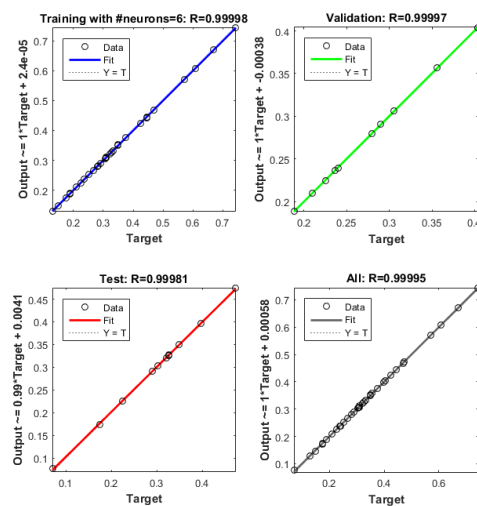 Training with #neurons=6: R=0.99998
Output ~= 1*Target + 2.4e-05
0.7
0.6
0.5
0.4
0.3
0.2
Data
Fit
Y = T
0.2 0.3 0.4 0.5 0.6 0.7
Target
Validation: R=0.99997
Output ~= 1*Target + -0.00038
0.4
0.35
0.3
0.25
0.2
Data
Fit
Y = T
0.2 0.25 0.3 0.35 0.4
Target
Test: R=0.99981
Output ~= 0.99*Target + 0.0041
0.45
0.4
0.35
0.3
0.25
0.2
0.15
0.1
Data
Fit
Y = T
0.1 0.2 0.3 0.4
Target
All: R=0.99995
Output ~= 1*Target + 0.00058
0.7
0.6
0.5
0.4
0.3
0.2
0.1
Data
Fit
Y = T
0.2 0.4 0.6
Target